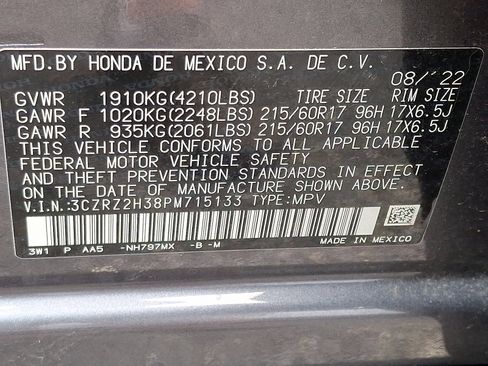 MFD.BY HONDA DE MEXICO S.A. DE C.V.
08/'22
GVWR 1910KG(4210LBS) TIRE SIZE RIM SIZE
GAWR F 1020KG(2248LBS) 215/60R17 96H 17X6.5J
GAWR R 935KG(2061LBS) 215/60R17 96H 17X6.5J
THIS VEHICLE CONFORMS TO ALL APPLICABLE
FEDERAL MOTOR VEHICLE SAFETY
AND THEFT PREVENTION STANDARDS IN EFFECT
ON THE DATE OF MANUFACTURE SHOWN ABOVE.
V.I.N.:3CZRZ2H38PM715133 TYPE:MPV
3W1 P AA5 -NH797MX -B-M
MADE IN MEXICO